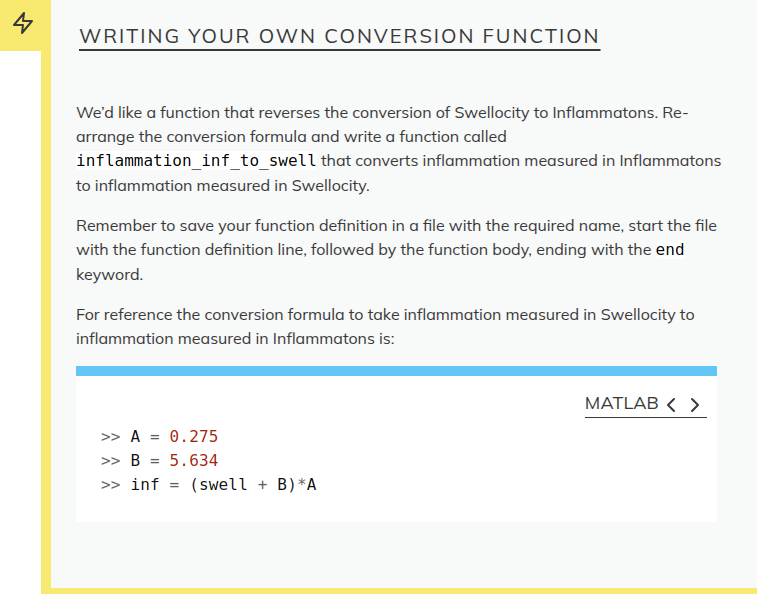 WRITING YOUR OWN CONVERSION FUNCTION
We’d like a function that reverses the conversion of Swellocity to Inflammatons. Re-
arrange the conversion formula and write a function called
inflammation_inf_to_swell that converts inflammation measured in Inflammatons
to inflammation measured in Swellocity.
Remember to save your function definition in a file with the required name, start the file
with the function definition line, followed by the function body, ending with the end
keyword.
For reference the conversion formula to take inflammation measured in Swellocity to
inflammation measured in Inflammatons is:
MATLAB < >
>> A = 0.275
>> B = 5.634
>> inf = (swell + B)*A